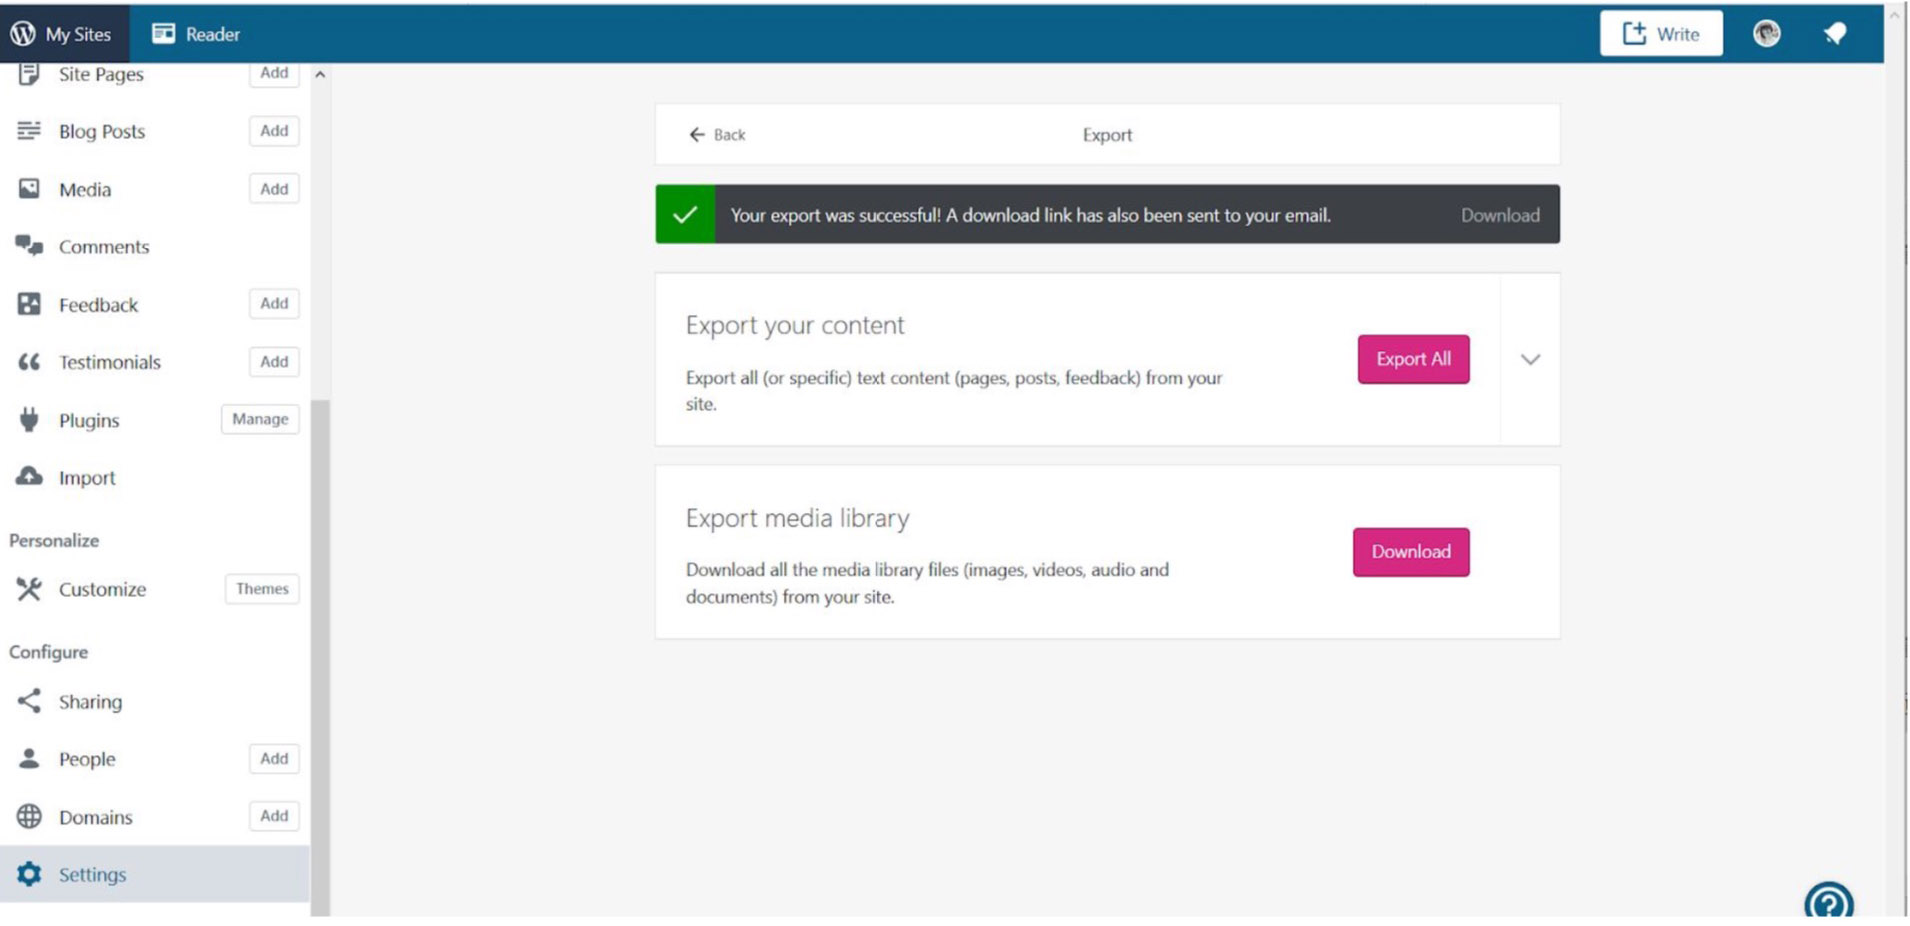 My Sites
Reader
Write
Site Pages Add
Blog Posts Add
Media Add
Comments
Feedback Add
Testimonials Add
Plugins Manage
Import
Personalize
Customize Themes
Configure
Sharing
People Add
Domains Add
Settings
Back
Export
Your export was successful! A download link has also been sent to your email. Download
Export your content
Export all (or specific) text content (pages, posts, feedback) from your
site.
Export All
Export media library
Download all the media library files (images, videos, audio and
documents) from your site.
Download